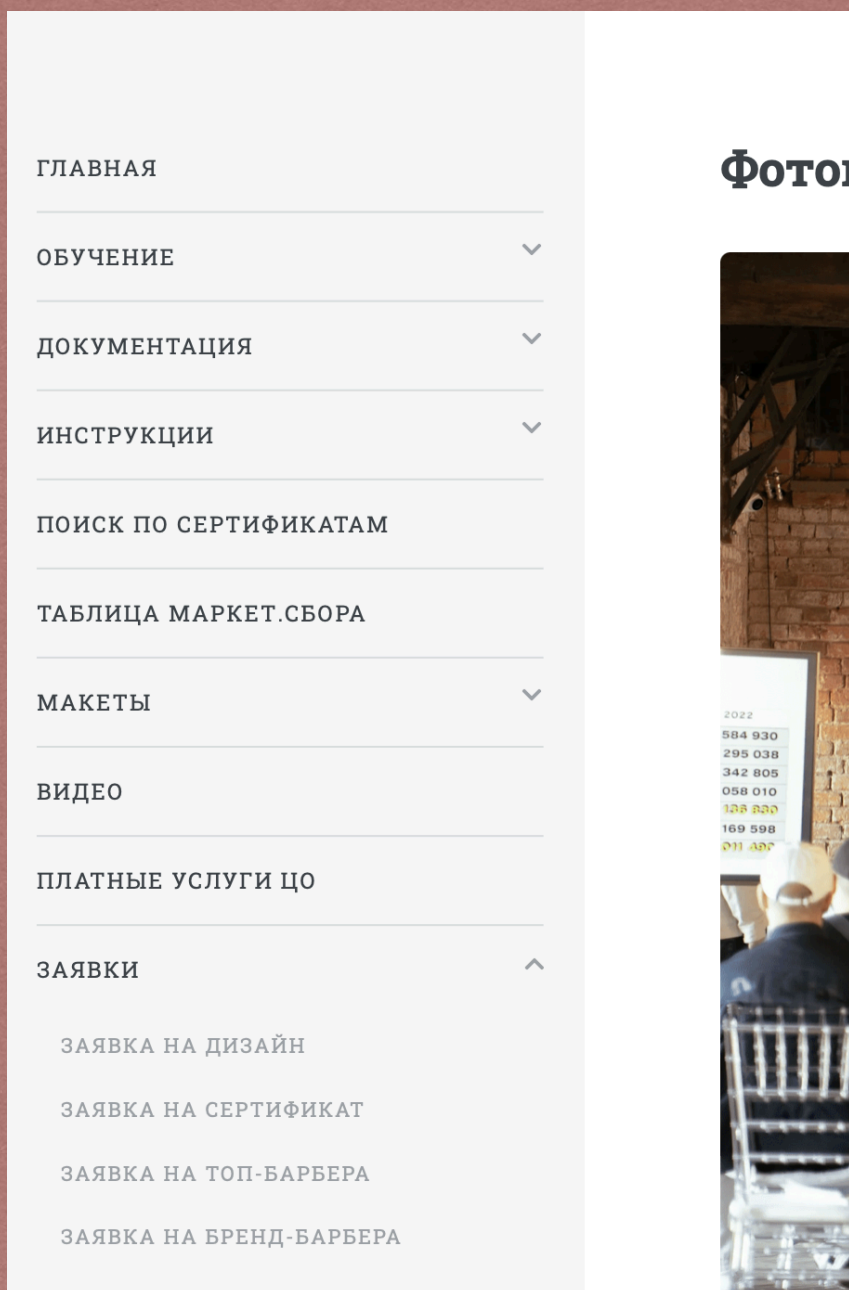 ГЛАВНАЯ
ОБУЧЕНИЕ
ДОКУМЕНТАЦИЯ
ИНСТРУКЦИИ
ПОИСК ПО СЕРТИФИКАТАМ
ТАБЛИЦА МАРКЕТ.СБОРА
МАКЕТЫ
ВИДЕО
ПЛАТНЫЕ УСЛУГИ ЦО
ЗАЯВКИ
ЗАЯВКА НА ДИЗАЙН
ЗАЯВКА НА СЕРТИФИКАТ
ЗАЯВКА НА ТОП-БАРБЕРА
ЗАЯВКА НА БРЕНД-БАРБЕРА
2022
584 930
295 038
342 805
058 010
136 830
169 598